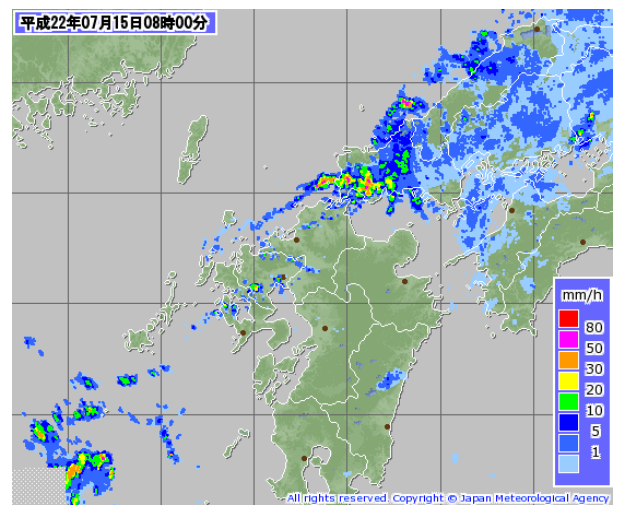 平成22年07月15日08時00分
mm/h
80
50
30
20
10
5
1
All rights reserved. Copyright © Japan Meteorological Agency